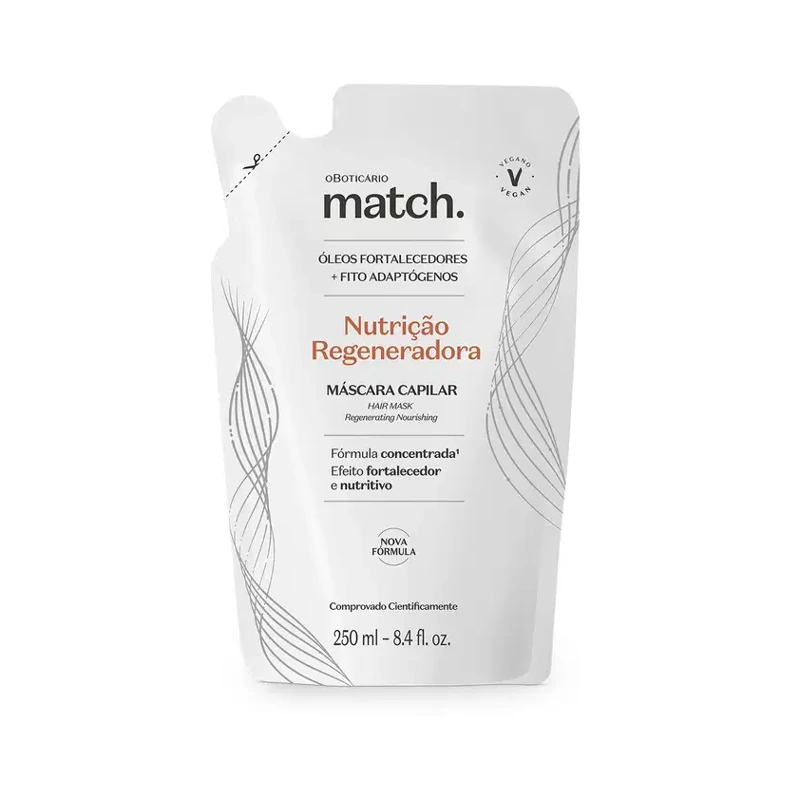 oBOTICÁRIO
match.
VEGANO
V
VEGAN
ÓLEOS FORTALECEDORES
+ FITO ADAPTÓGENOS
Nutrição
Regeneradora
MÁSCARA CAPILAR
HAIR MASK
Regenerating Nourishing
Fórmula concentrada¹
Efeito fortalecedor
e nutritivo
NOVA
FÓRMULA
Comprovado Cientificamente
250 ml – 8.4 fl. oz.